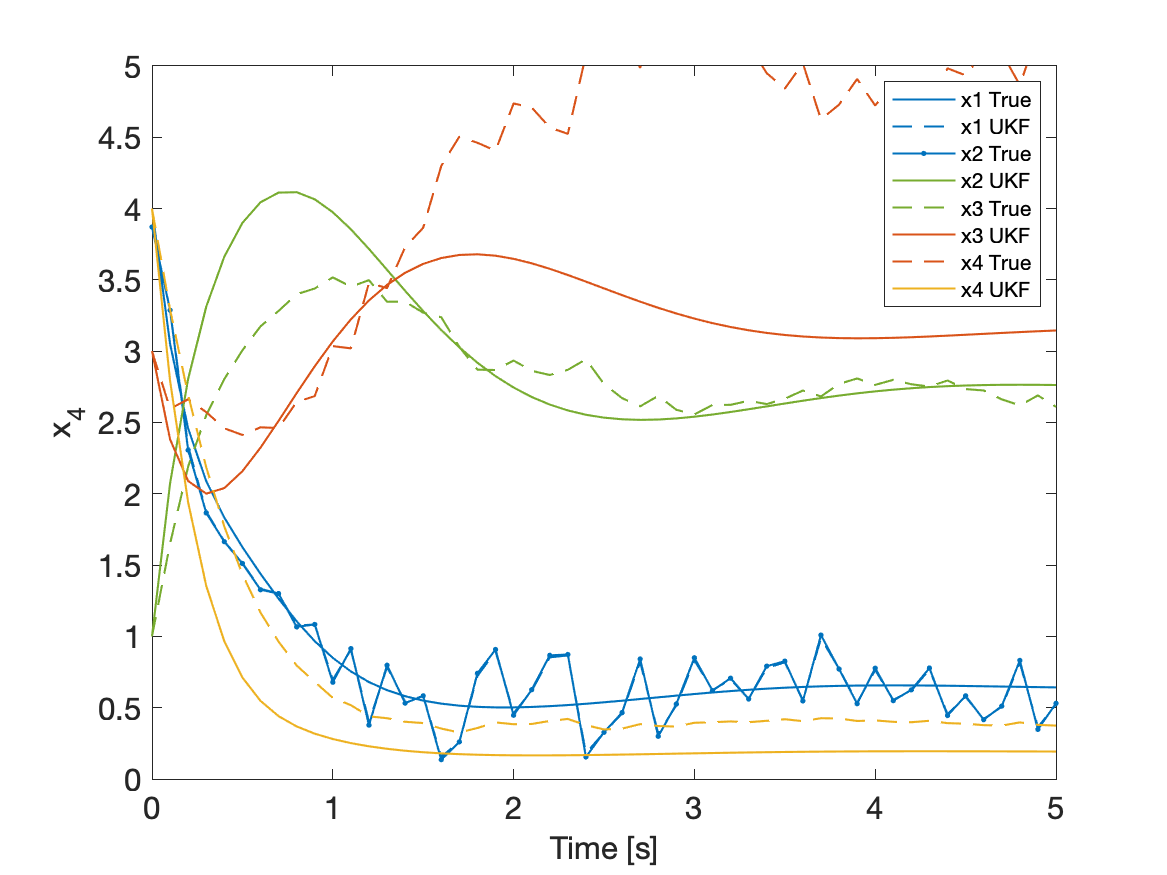 5
4.5
4
3.5
3
2.5
2
1.5
1
0.5
0
x4
0 1 2 3 4 5
Time [s]
x1 True
x1 UKF
x2 True
x2 UKF
x3 True
x3 UKF
x4 True
x4 UKF